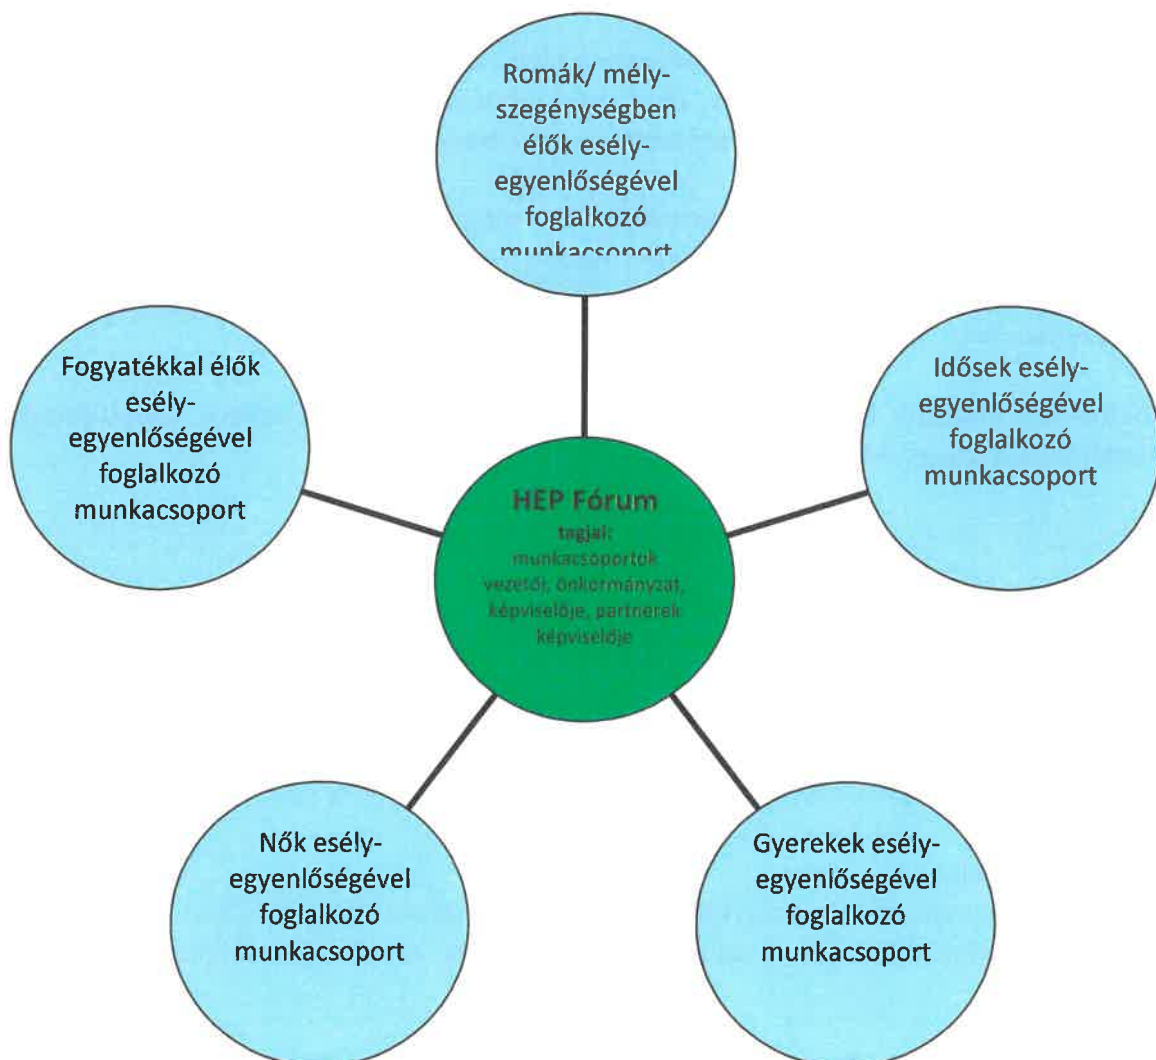 Romák/ mély-
szegénységben
élők esély-
egyenlőségével
foglalkozó
munkacsoport
Fogyatékkal élők
esély-
egyenlőségével
foglalkozó
munkacsoport
Idősek esély-
egyenlőségével
foglalkozó
munkacsoport
HEP Fórum
tagjai:
munkacsoportok
vezetői, önkormányzat,
képviselője, partnerek
képviselője
Nők esély-
egyenlőségével
foglalkozó
munkacsoport
Gyerekek esély-
egyenlőségével
foglalkozó
munkacsoport